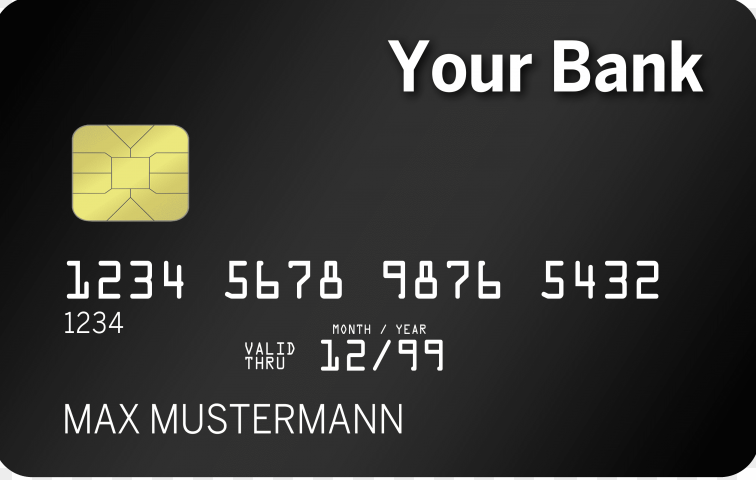 Your Bank
1234 5678 9876 5432
1234
MONTH / YEAR
VALID THRU 12/99
MAX MUSTERMANN